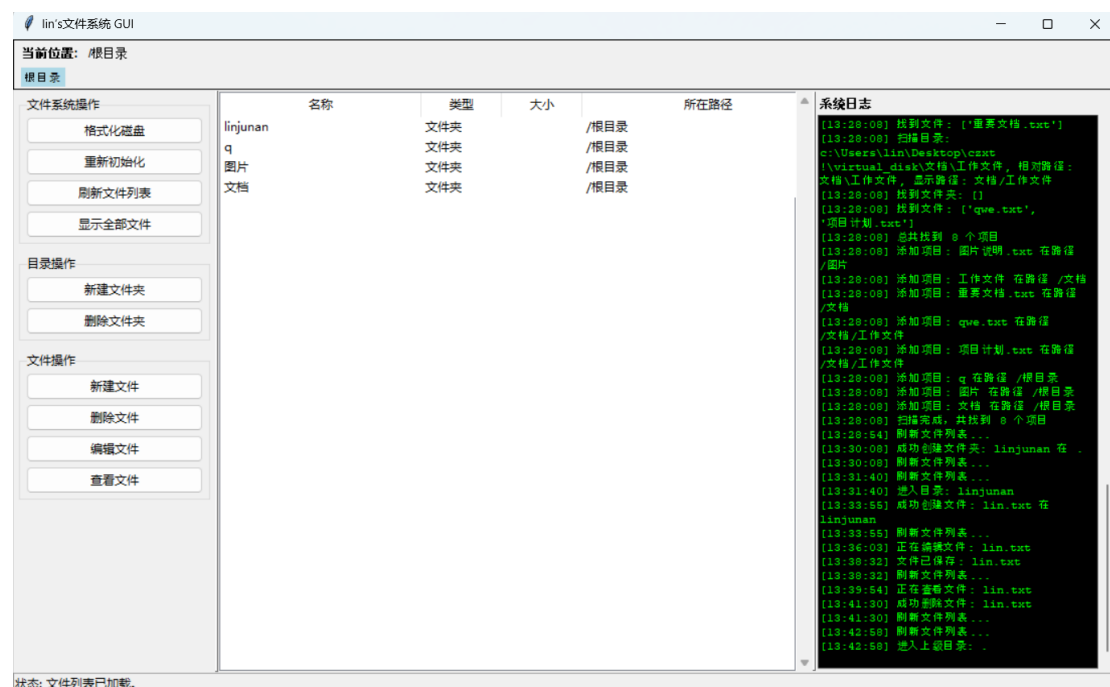 lin's文件系统 GUI
当前位置: /根目录
根目录
文件系统操作
格式化磁盘
重新初始化
刷新文件列表
显示全部文件
目录操作
新建文件夹
删除文件夹
文件操作
新建文件
删除文件
编辑文件
查看文件
名称 类型 大小 所在路径
linjunan 文件夹 /根目录
q 文件夹 /根目录
图片 文件夹 /根目录
文档 文件夹 /根目录
系统日志
[13:28:08] 找到文件: ['重要文档.txt']
[13:28:08] 扫描目录:
c:\Users\lin\Desktop\czxt
!\virtual_disk\文档\工作文件, 相对路径:
文档\工作文件, 显示路径: 文档/工作文件
[13:28:08] 找到文件夹: []
[13:28:08] 找到文件: ['qwe.txt',
'项目计划.txt']
[13:28:08] 总共找到 8 个项目
[13:28:08] 添加项目: 图片说明.txt 在路径
/图片
[13:28:08] 添加项目: 工作文件 在路径 /文档
[13:28:08] 添加项目: 重要文档.txt 在路径
/文档
[13:28:08] 添加项目: qwe.txt 在路径
/文档/工作文件
[13:28:08] 添加项目: 项目计划.txt 在路径
/文档/工作文件
[13:28:08] 添加项目: q 在路径 /根目录
[13:28:08] 添加项目: 图片 在路径 /根目录
[13:28:08] 添加项目: 文档 在路径 /根目录
[13:28:08] 扫描完成, 共找到 8 个项目
[13:28:54] 刷新文件列表...
[13:30:08] 成功创建文件夹: linjunan 在 .
[13:30:08] 刷新文件列表...
[13:31:40] 刷新文件列表...
[13:31:40] 进入目录: linjunan
[13:33:55] 成功创建文件: lin.txt 在
linjunan
[13:33:55] 刷新文件列表...
[13:36:03] 正在编辑文件: lin.txt
[13:38:32] 文件已保存: lin.txt
[13:38:32] 刷新文件列表...
[13:39:54] 正在查看文件: lin.txt
[13:41:30] 成功删除文件: lin.txt
[13:41:30] 刷新文件列表...
[13:42:58] 刷新文件列表...
[13:42:58] 进入上级目录: .
状态: 文件列表已加载。